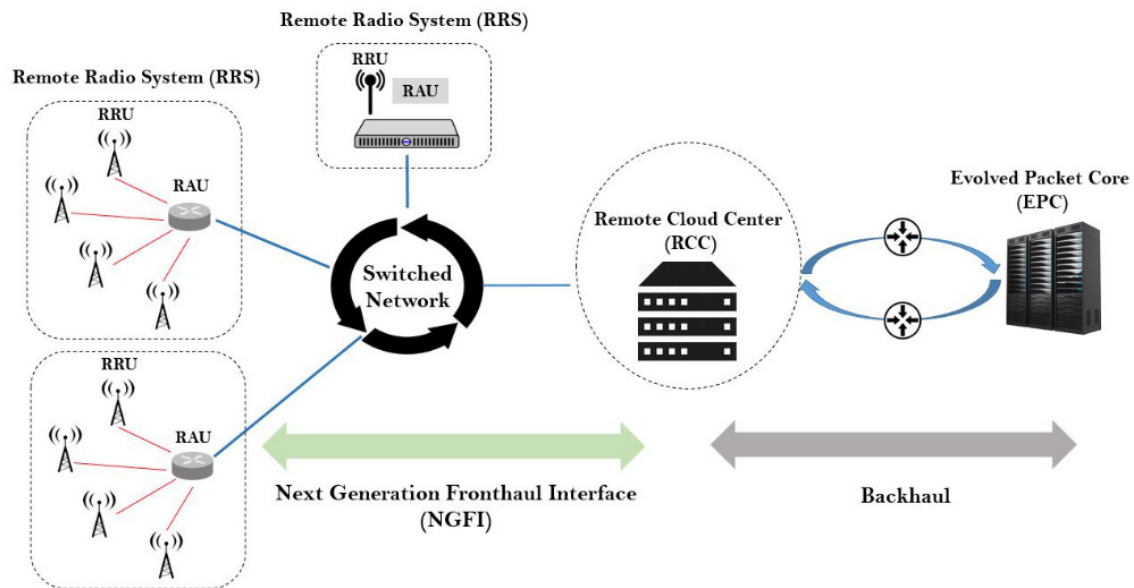 Remote Radio System (RRS)
RRU
RAU
Remote Radio System (RRS)
RRU
RAU
Switched
Network
Remote Cloud Center
(RCC)
Evolved Packet Core
(EPC)
RRU
RAU
Next Generation Fronthaul Interface
(NGFI)
Backhaul